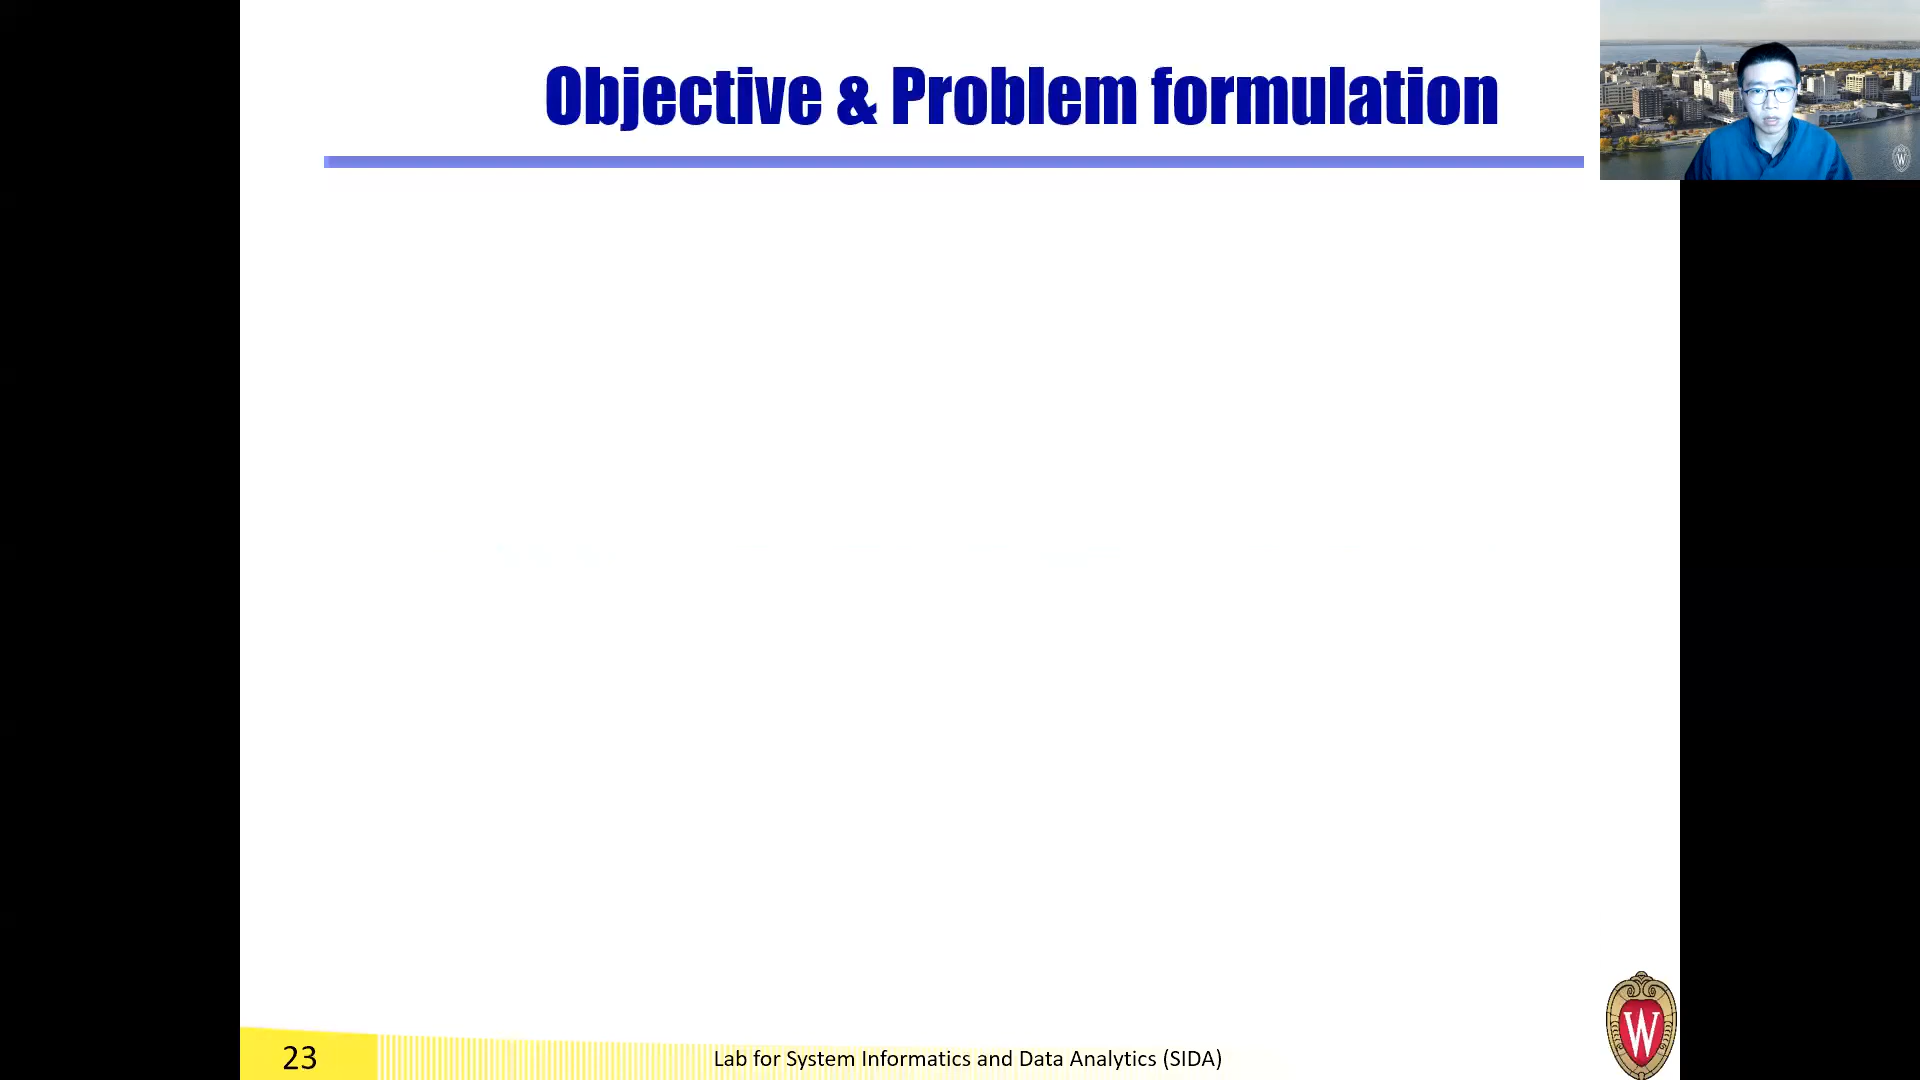 Objective & Problem formulation
W
23
Lab for System Informatics and Data Analytics (SIDA)
W